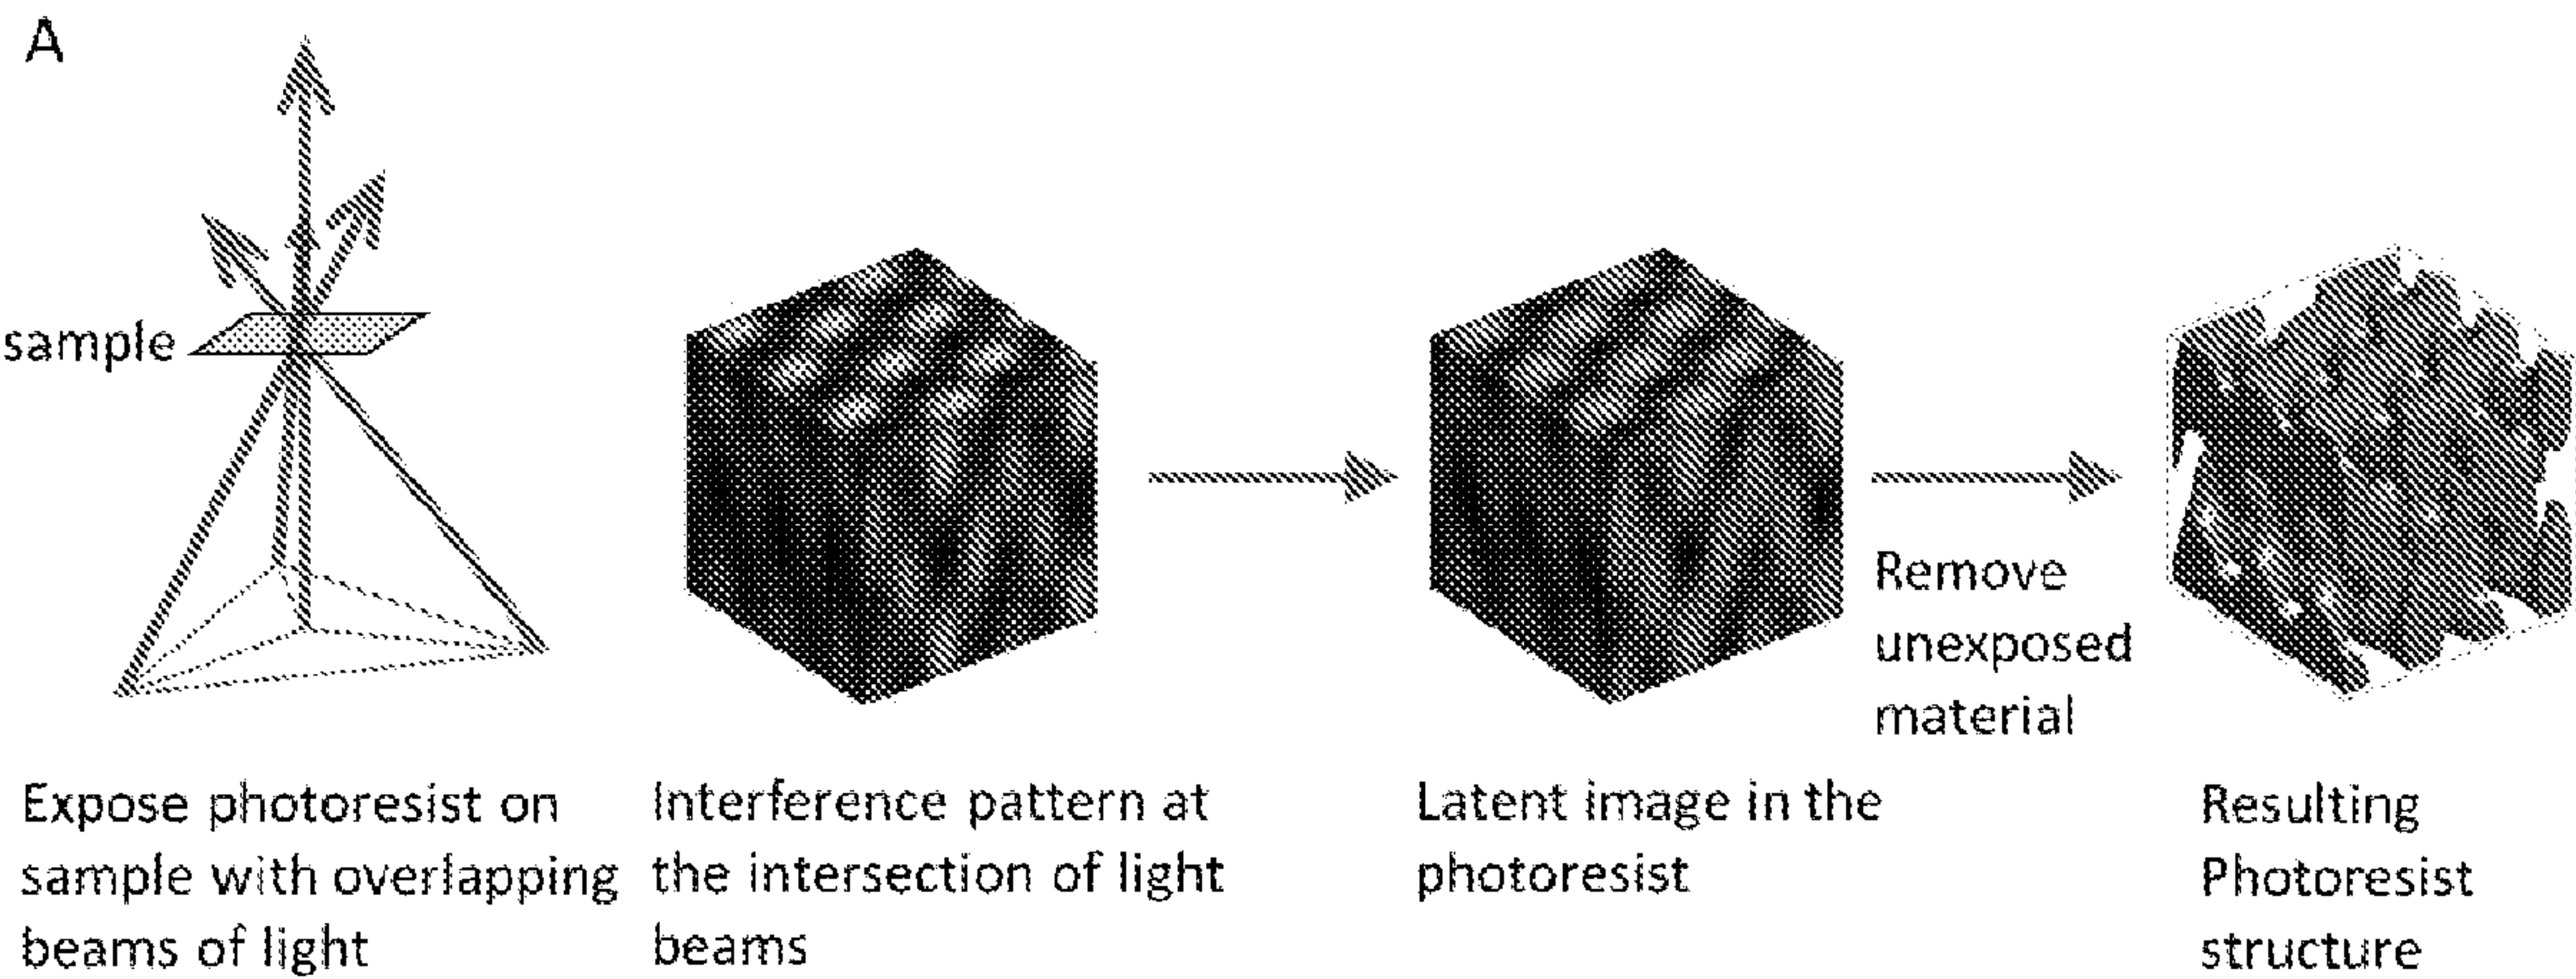 A
sample
Remove
unexposed
material
Expose photoresist on
sample with overlapping
beams of light
Interference pattern at
the intersection of light
beams
Latent image in the
photoresist
Resulting
Photoresist
structure